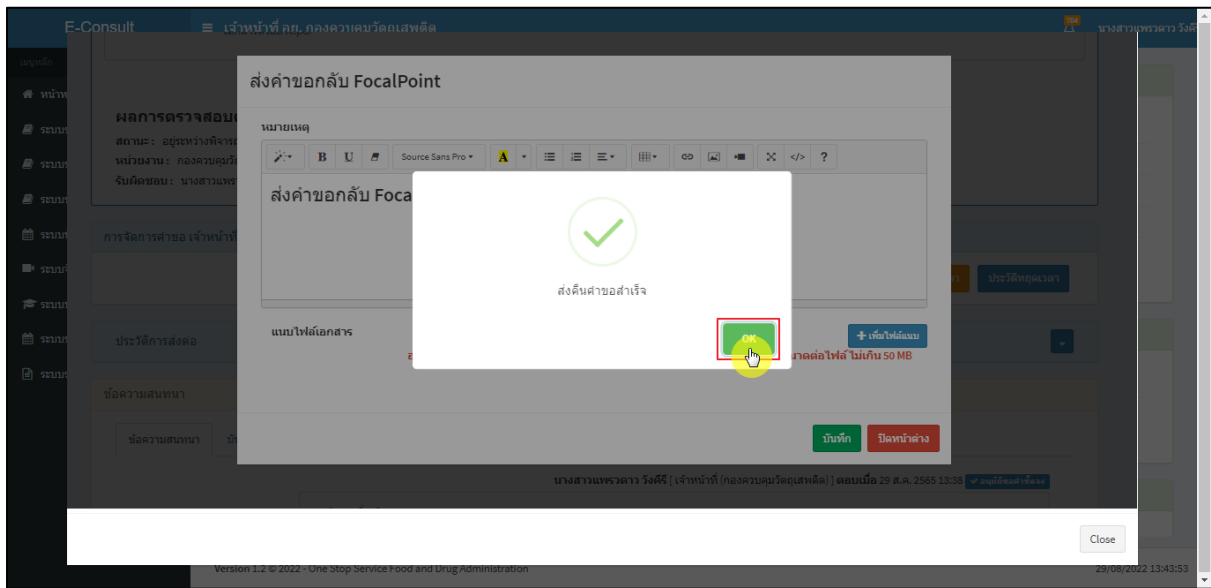 E-Consult
เจ้าหน้าที่ อย. กองควบคุมวัตถุเสพติด
นางสาวแพรวดาว วังคีรี
เมนูหลัก
ส่งคำขอกลับ FocalPoint
หมายเหตุ
B U Source Sans Pro A </> ?
ส่งคำขอกลับ Foca
ส่งคืนคำขอสำเร็จ
OK
แนบไฟล์เอกสาร
เพิ่มไฟล์แนบ
ขนาดต่อไฟล์ ไม่เกิน 50 MB
บันทึก ปิดหน้าต่าง
ผลการตรวจสอบ
สถานะ : อยู่ระหว่างพิจารณ
หน่วยงาน : กองควบคุมวั
รับผิดชอบ : นางสาวแพร
การจัดการคำขอ เจ้าหน้าที่
ประวัติหยุดเวลา
ประวัติการส่งต่อ
ข้อความสนทนา
ข้อความสนทนา
นางสาวแพรวดาว วังคีรี [ เจ้าหน้าที่ (กองควบคุมวัตถุเสพติด) ] ตอบเมื่อ 29 ส.ค. 2565 13:38
Close
Version 1.2 © 2022 - One Stop Service Food and Drug Administration
29/08/2022 13:43:53